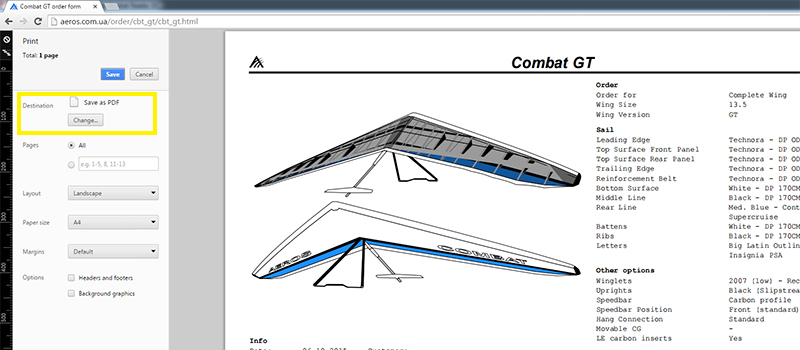 Combat GT order form
aeros.com.ua/order/cbt_gt/cbt_gt.html
Print
Total: 1 page
Save
Cancel
Destination
Save as PDF
Change...
Pages
All
e.g. 1-5, 8, 11-13
Layout
Landscape
Paper size
A4
Margins
Default
Options
Headers and footers
Background graphics
100
200
300
400
500
Combat GT
AEROS
COMBAT
Order
Order for Complete Wing
Wing Size 13.5
Wing Version GT
Sail
Leading Edge Technora - DP OD
Top Surface Front Panel Technora - DP OD
Top Surface Rear Panel Technora - DP OD
Trailing Edge Technora - DP OD
Reinforcement Belt Technora - DP OD
Bottom Surface White - DP 170CM
Middle Line Black - DP 170CM
Rear Line Med. Blue - Cont
Supercruise
Battens White - DP 170CM
Ribs Black - DP 170CM
Letters Big Latin Outlin
Insignia PSA
Other options
Winglets 2007 (low) - Rec
Uprights Black (Slipstrea
Speedbar Carbon profile
Speedbar Position Front (standard)
Hang Connection Standard
Movable CG -
LE carbon inserts Yes
Info